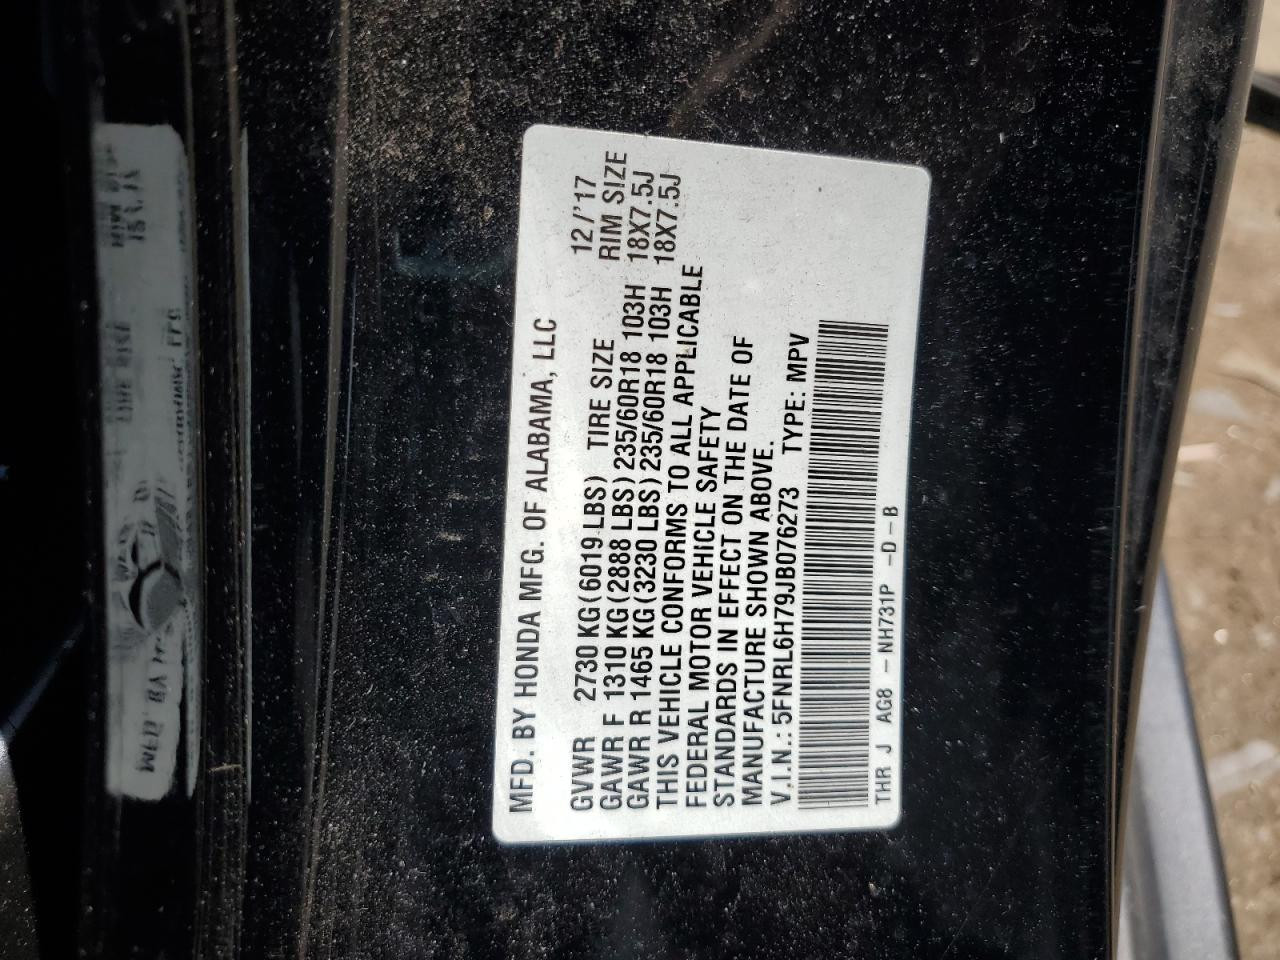 MFD. BY HONDA MFG. OF ALABAMA, LLC
12/'17
GVWR 2730 KG (6019 LBS) TIRE SIZE RIM SIZE
GAWR F 1310 KG (2888 LBS) 235/60R18 103H 18X7.5J
GAWR R 1465 KG (3230 LBS) 235/60R18 103H 18X7.5J
THIS VEHICLE CONFORMS TO ALL APPLICABLE
FEDERAL MOTOR VEHICLE SAFETY
STANDARDS IN EFFECT ON THE DATE OF
MANUFACTURE SHOWN ABOVE.
V.I.N.: 5FNRL6H79JB076273 TYPE: MPV
THR J AG8 - NH731P - D - B